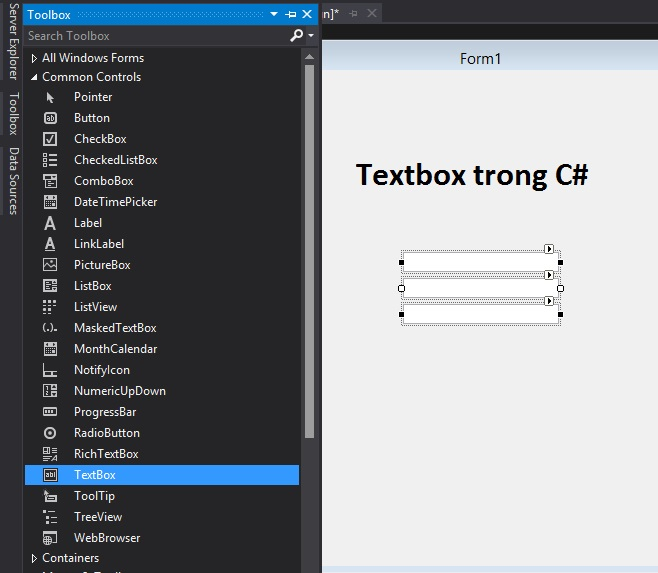 Server Explorer
Toolbox
Data Sources
Toolbox
Search Toolbox
All Windows Forms
Common Controls
Pointer
Button
CheckBox
CheckedListBox
ComboBox
DateTimePicker
A Label
A LinkLabel
PictureBox
ListBox
ListView
(.). MaskedTextBox
MonthCalendar
NotifyIcon
NumericUpDown
ProgressBar
RadioButton
RichTextBox
abl TextBox
ToolTip
TreeView
WebBrowser
Containers
n]*
Form1
Textbox trong C#